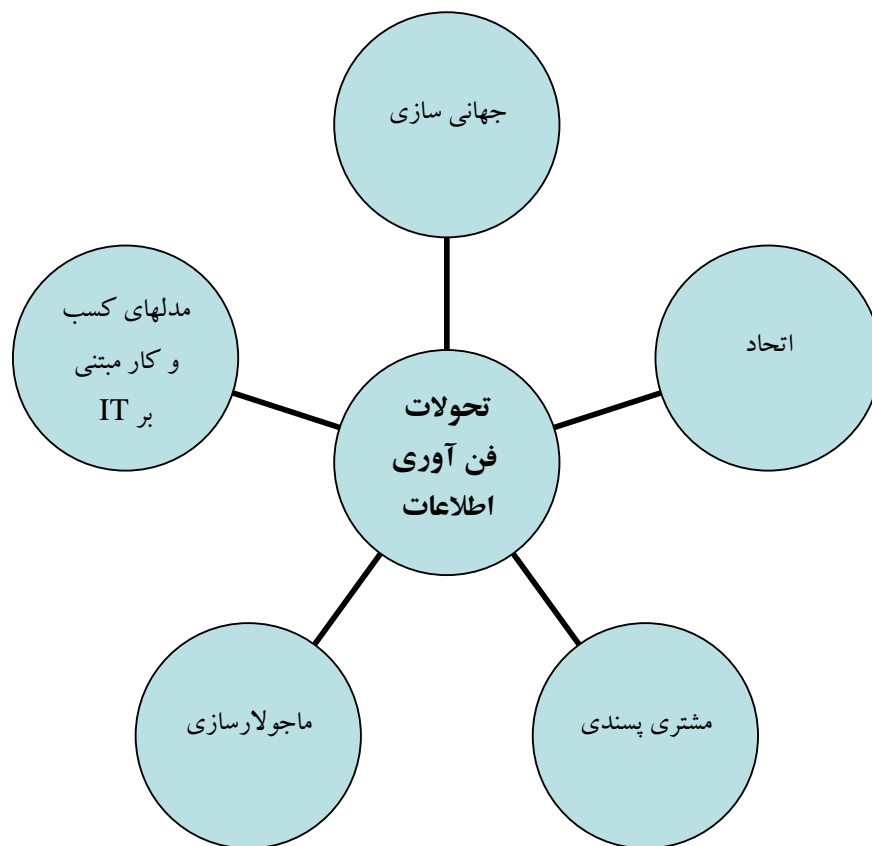 جهانی سازی
اتحاد
مدلهای کسب
و کار مبتنی
بر IT
تحولات
فن آوری
اطلاعات
مشتری پسندی
ماجولارسازی